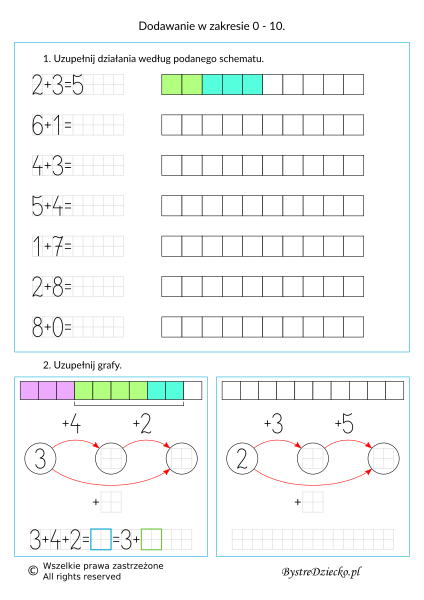 Dodawanie w zakresie 0 - 10.
1. Uzupełnij działania według podanego schematu.
2+3=5
6+1=
4+3=
5+4=
1+7=
2+8=
8+0=
2. Uzupełnij grafy.
+4 +2
3
+
3+4+2= =3+
+3 +5
2
+
© Wszelkie prawa zastrzeżone
All rights reserved
BystreDziecko.pl